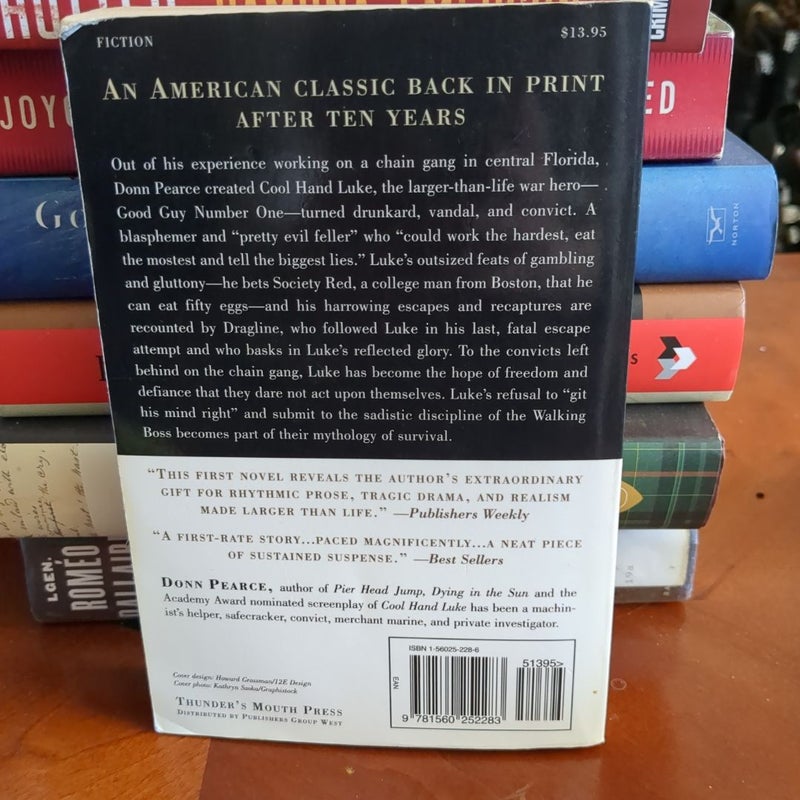 FICTION
$13.95
AN AMERICAN CLASSIC BACK IN PRINT
AFTER TEN YEARS
Out of his experience working on a chain gang in central Florida,
Donn Pearce created Cool Hand Luke, the larger-than-life war hero—
Good Guy Number One—turned drunkard, vandal, and convict. A
blasphemer and “pretty evil feller” who “could work the hardest, eat
the mostest and tell the biggest lies.” Luke’s outsized feats of gambling
and gluttony—he bets Society Red, a college man from Boston, that he
can eat fifty eggs—and his harrowing escapes and recaptures are
recounted by Dragline, who followed Luke in his last, fatal escape
attempt and who basks in Luke’s reflected glory. To the convicts left
behind on the chain gang, Luke has become the hope of freedom and
defiance that they dare not act upon themselves. Luke’s refusal to “git
his mind right” and submit to the sadistic discipline of the Walking
Boss becomes part of their mythology of survival.
“THIS FIRST NOVEL REVEALS THE AUTHOR’S EXTRAORDINARY
GIFT FOR RHYTHMIC PROSE, TRAGIC DRAMA, AND REALISM
MADE LARGER THAN LIFE.” —Publishers Weekly
“A FIRST-RATE STORY...PACED MAGNIFICENTLY...A NEAT PIECE
OF SUSTAINED SUSPENSE.” —Best Sellers
DONN PEARCE, author of Pier Head Jump, Dying in the Sun and the
Academy Award nominated screenplay of Cool Hand Luke has been a machin-
ist’s helper, safecracker, convict, merchant marine, and private investigator.
Cover design: Howard Grossman/12E Design
Cover photo: Kathryn Szoka/Graphistock
THUNDER’S MOUTH PRESS
DISTRIBUTED BY PUBLISHERS GROUP WEST
ISBN 1-56025-228-6
51395>
EAN
9 781560 252283
CRIM
JOYC
ED
Go
NORTON
S
LGEN.
ROMEO
DALLAIR